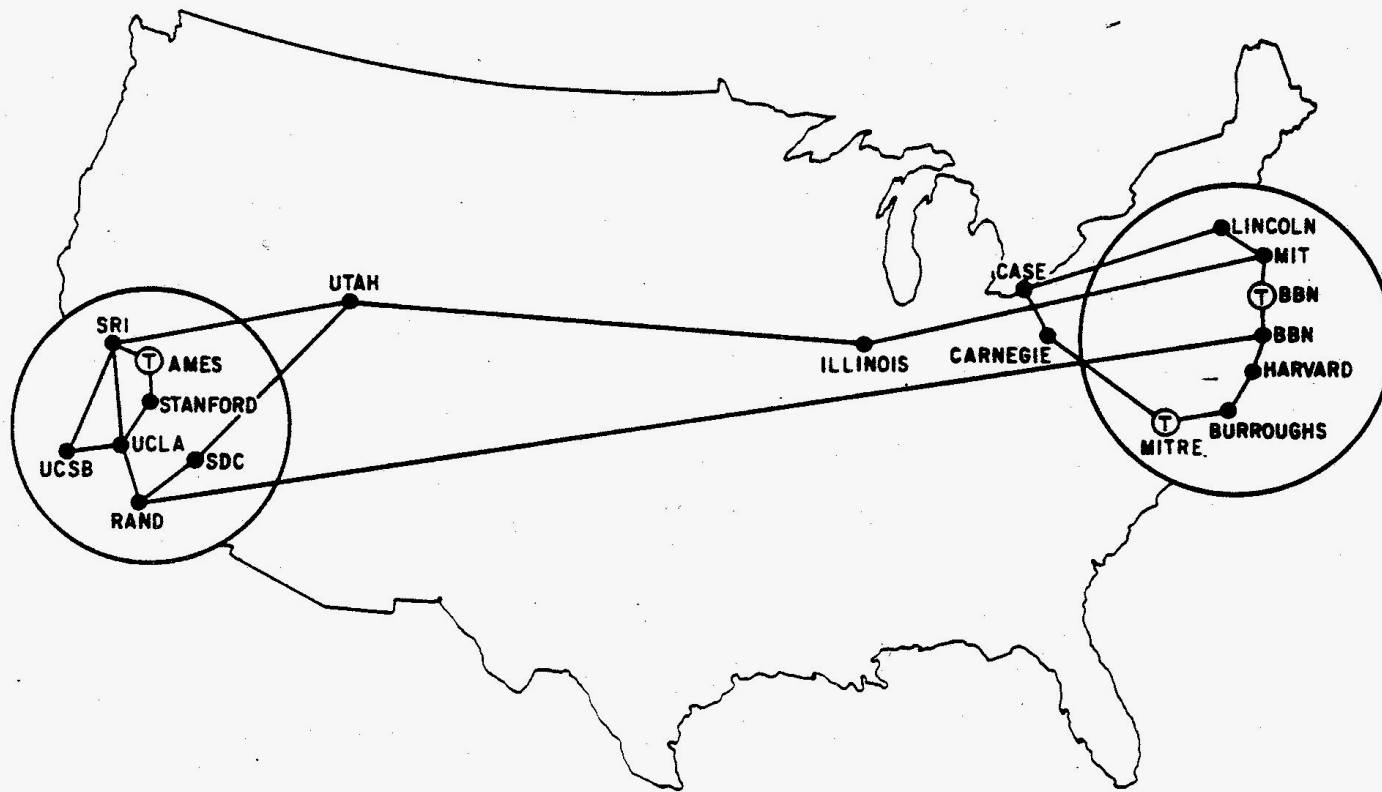 LINCOLN
MIT
CASE
UTAH
T BBN
SRI
BBN
T AMES
ILLINOIS
CARNEGIE
HARVARD
STANFORD
T
BURROUGHS
UCLA
MITRE
SDC
UCSB
RAND